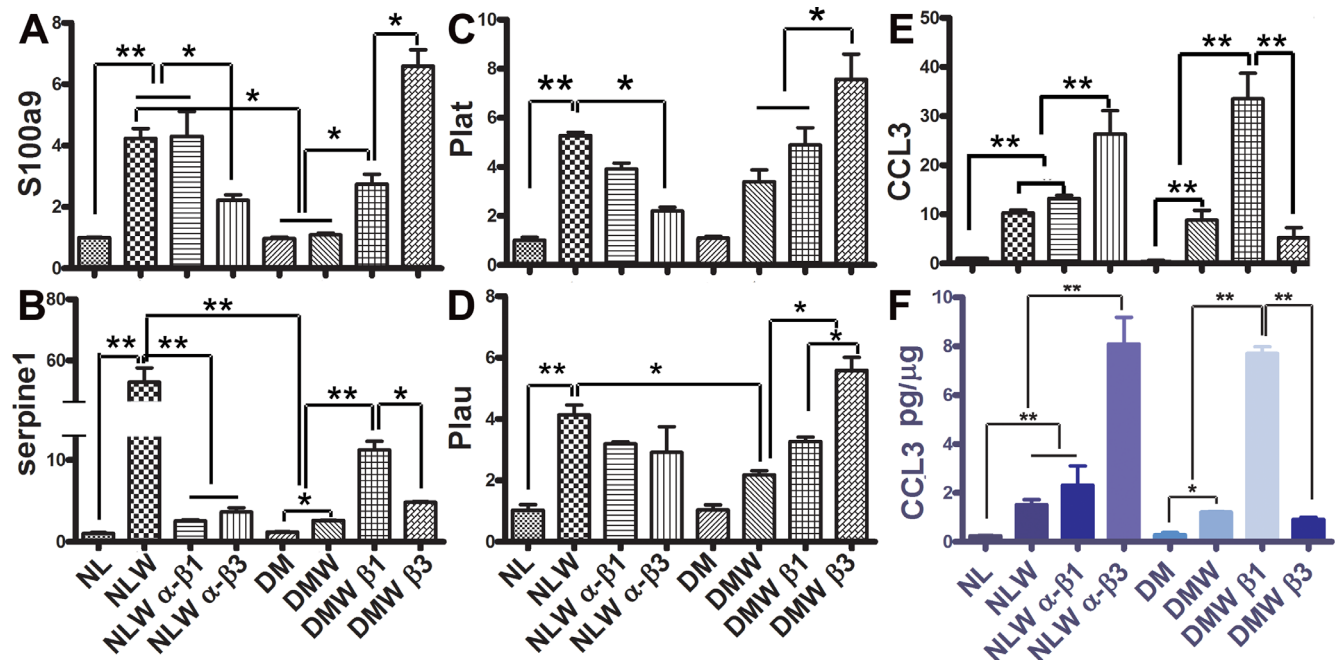 A
S100a9
8
6
4
2
0
** * * * *
B
serpine1
80
60
10
0
** ** ** * ** *
NL NLW NLW α-β1 NLW α-β3 DM DMW DMW β1 DMW β3
C
Plat
10
8
6
4
2
0
** * *
D
Plau
8
6
4
2
0
** * * *
NL NLW NLW α-β1 NLW α-β3 DM DMW DMW β1 DMW β3
E
CCL3
50
40
30
20
10
0
** ** ** ** **
F
CCL3 pg/μg
10
8
6
4
2
0
** ** * ** **
NL NLW NLW α-β1 NLW α-β3 DM DMW DMW β1 DMW β3